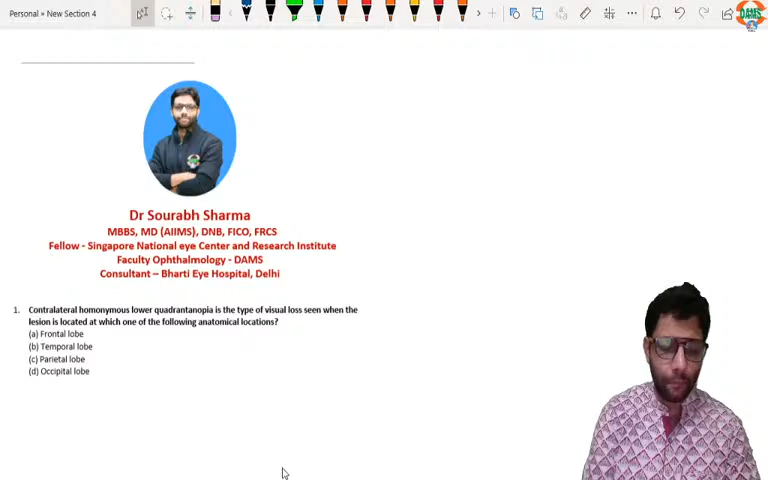 Personal » New Section 4
DAMS
Dr Sourabh Sharma
MBBS, MD (AIIMS), DNB, FICO, FRCS
Fellow - Singapore National eye Center and Research Institute
Faculty Ophthalmology - DAMS
Consultant – Bharti Eye Hospital, Delhi
1. Contralateral homonymous lower quadrantanopia is the type of visual loss seen when the
lesion is located at which one of the following anatomical locations?
(a) Frontal lobe
(b) Temporal lobe
(c) Parietal lobe
(d) Occipital lobe